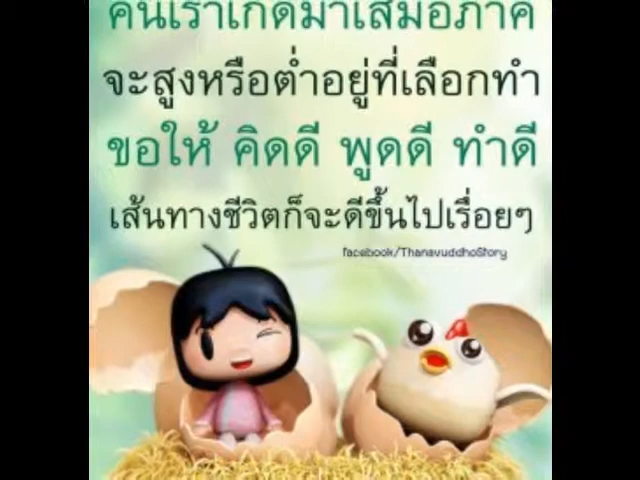 คนเราเกิดมาเสมอภาค
จะสูงหรือต่ำอยู่ที่เลือกทำ
ขอให้ คิดดี พูดดี ทำดี
เส้นทางชีวิตก็จะดีขึ้นไปเรื่อยๆ
facebook/ThanavuddhoStory